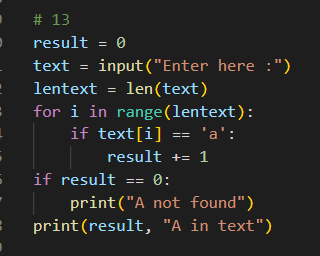 # 13
result = 0
text = input("Enter here :")
lentext = len(text)
for i in range(lentext):
    if text[i] == 'a':
        result += 1
if result == 0:
    print("A not found")
print(result, "A in text")